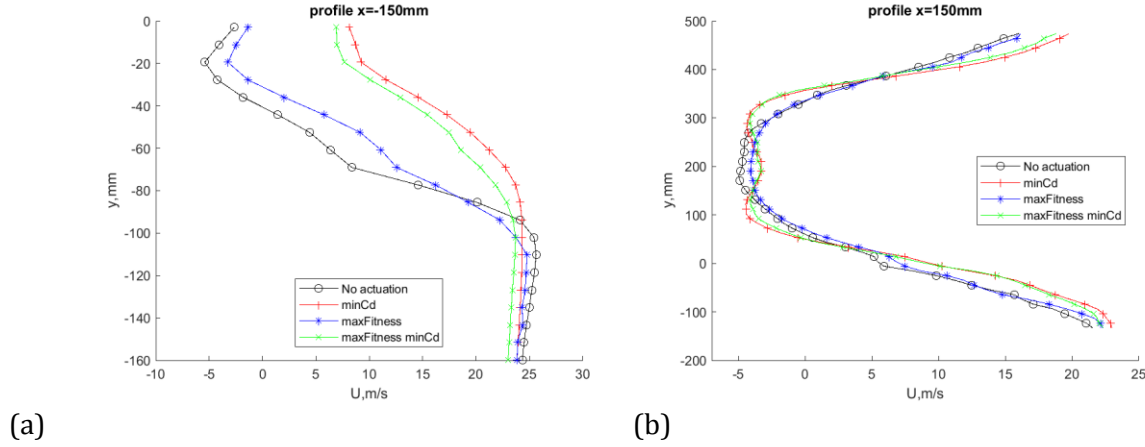 profile x=-150mm
0
-20
-40
-60
-80
-100
-120
-140
-160
y,mm
-10
-5
0
5
10
15
20
25
30
U,m/s
No actuation
minCd
maxFitness
maxFitness minCd
(a)
profile x=150mm
500
400
300
200
100
0
-100
-200
y,mm
-5
0
5
10
15
20
25
U,m/s
No actuation
minCd
maxFitness
maxFitness minCd
(b)